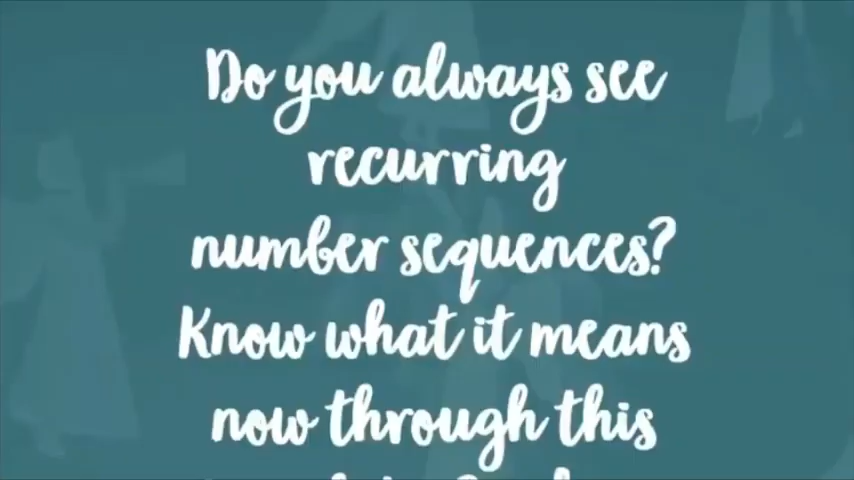 Do you always see
recurring
number sequences?
Know what it means
now through this